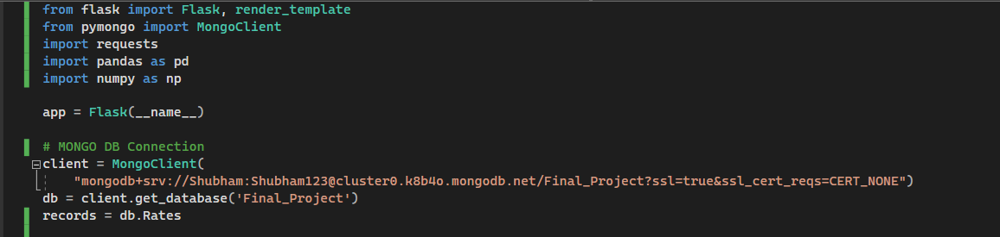 from flask import Flask, render_template
from pymongo import MongoClient
import requests
import pandas as pd
import numpy as np
app = Flask(__name__)
# MONGO DB Connection
client = MongoClient(
"mongodb+srv://Shubham:Shubham123@cluster0.k8b4o.mongodb.net/Final_Project?ssl=true&ssl_cert_reqs=CERT_NONE")
db = client.get_database('Final_Project')
records = db.Rates